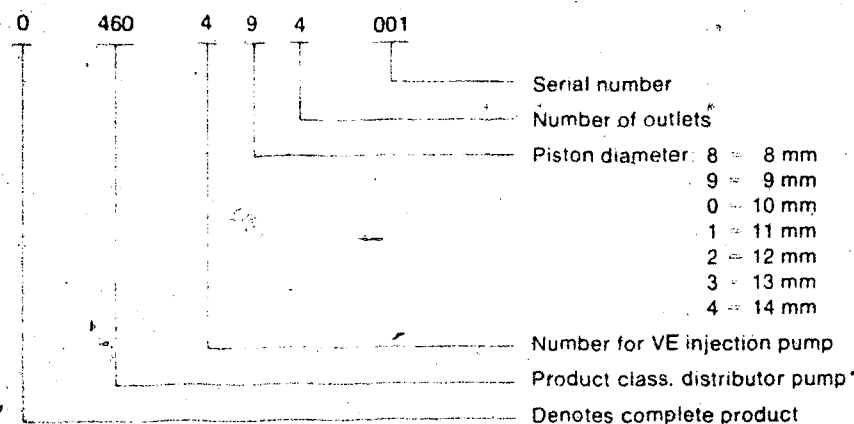 0 460 4 9 4 001
Serial number
Number of outlets
Piston diameter: 8 = 8 mm
9 = 9 mm
0 = 10 mm
1 = 11 mm
2 = 12 mm
3 = 13 mm
4 = 14 mm
Number for VE injection pump
Product class. distributor pump
Denotes complete product